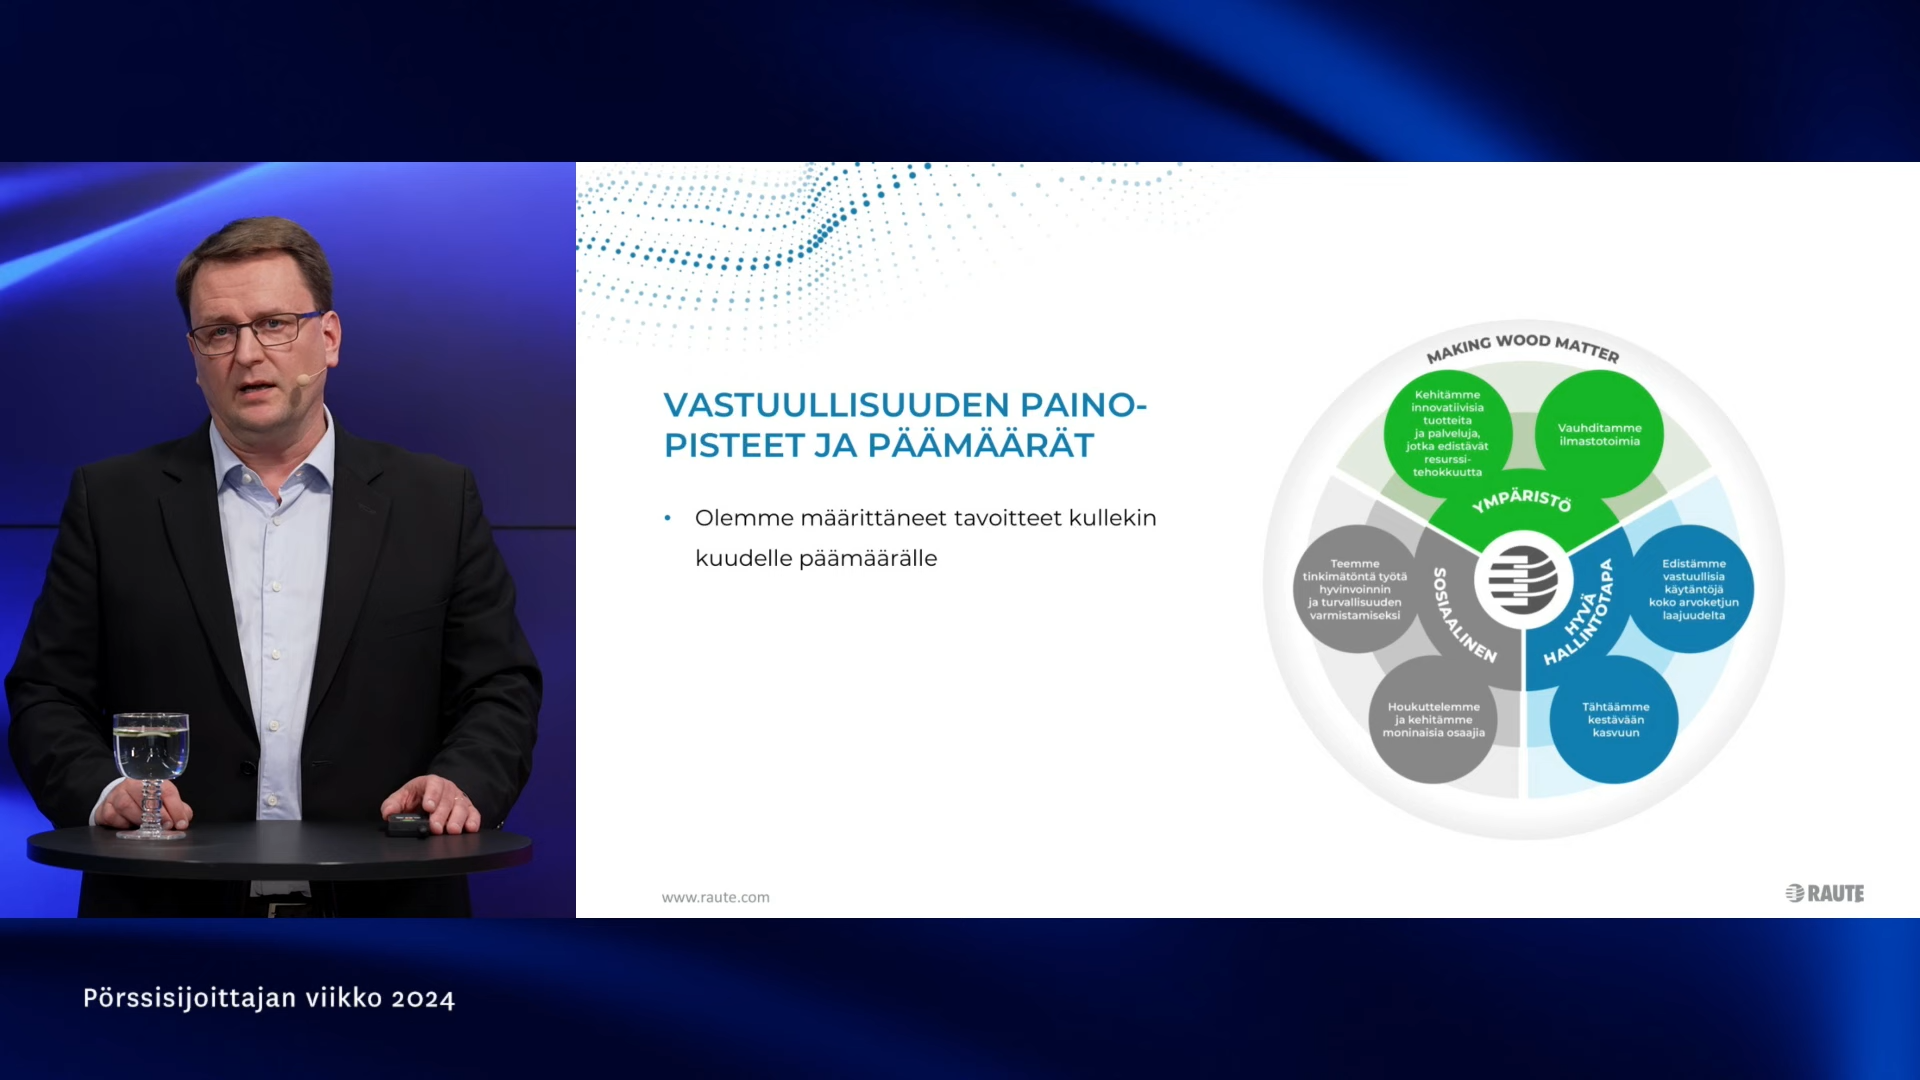 VASTUULLISUUDEN PAINO-
PISTEET JA PÄÄMÄÄRÄT
• Olemme määrittäneet tavoitteet kullekin
kuudelle päämäärälle
MAKING WOOD MATTER
Kehitämme
innovatiivisia
tuotteita
ja palveluja,
jotka edistävät
resurssi-
tehokkuutta
Vauhditamme
ilmastotoimia
YMPÄRISTÖ
Teemme
tinkimätöntä työtä
hyvinvoinnin
ja turvallisuuden
varmistamiseksi
SOSIAALINEN
HYVÄ
HALLINTOTAPA
Edistämme
vastuullisia
käytäntöjä
koko arvoketjun
laajuudelta
Houkuttelemme
ja kehitämme
moninaisia osaajia
Tähtäämme
kestävään
kasvuun
www.raute.com
RAUTE
Pörssisijoittajan viikko 2024